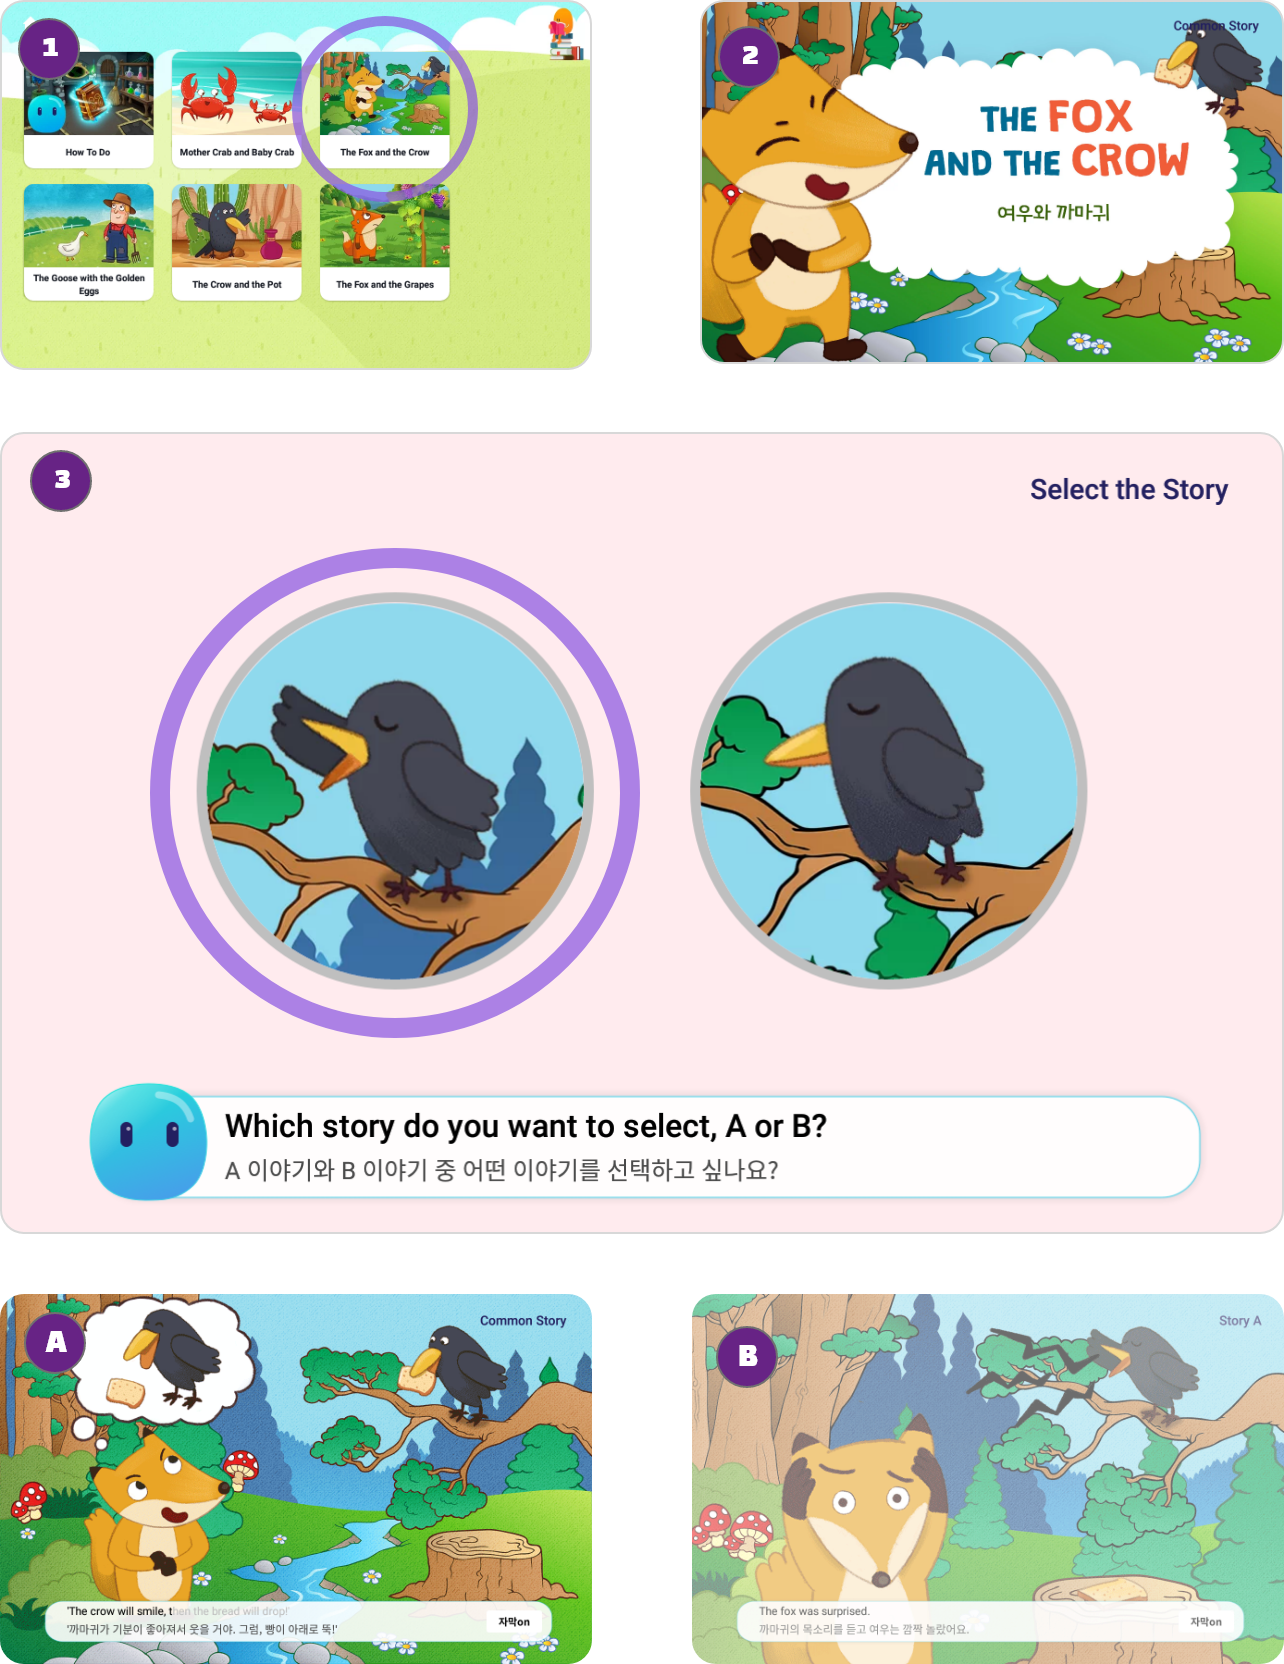 1
How To Do
Mother Crab and Baby Crab
The Fox and the Crow
The Goose with the Golden
Eggs
The Crow and the Pot
The Fox and the Grapes
2
Common Story
THE FOX
AND THE CROW
여우와 까마귀
3
Select the Story
Which story do you want to select, A or B?
A 이야기와 B 이야기 중 어떤 이야기를 선택하고 싶나요?
A
Common Story
'The crow will smile, then the bread will drop!'
'까마귀가 기분이 좋아져서 웃을 거야. 그럼, 빵이 아래로 뚝!'
자막on
B
Story A
The fox was surprised.
까마귀의 목소리를 듣고 여우는 깜짝 놀랐어요.
자막on